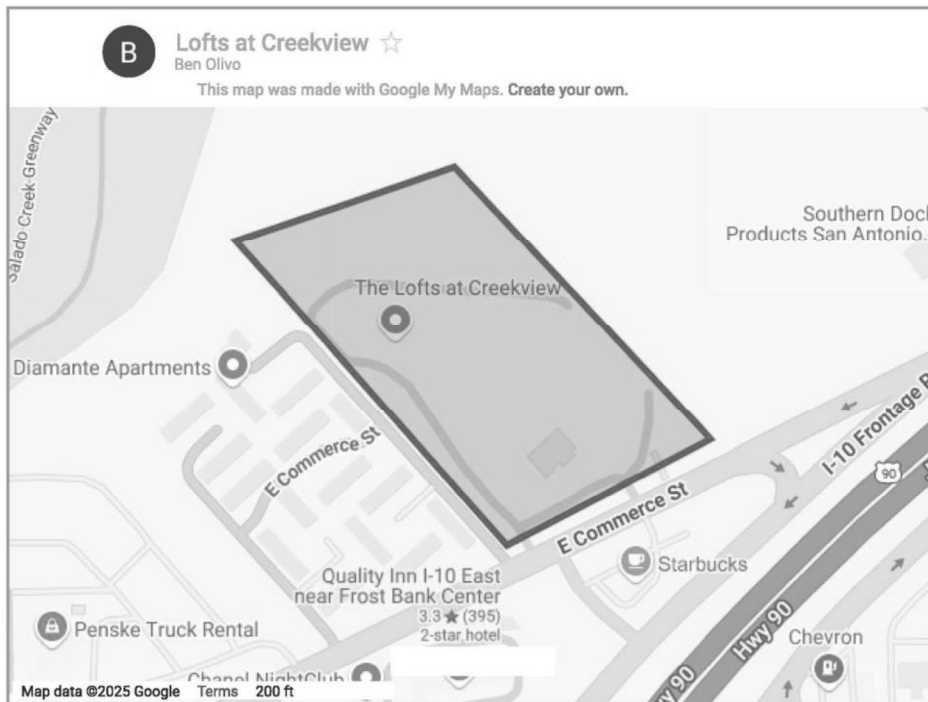 B
Lofts at Creekview
Ben Olivo
This map was made with Google My Maps. Create your own.
Salado Creek Greenway
Southern Dock
Products San Antonio
The Lofts at Creekview
Diamante Apartments
E Commerce St
I-10 Frontage R
90
E Commerce St
Starbucks
Quality Inn I-10 East
near Frost Bank Center
3.3★(395)
2-star hotel
Penske Truck Rental
Hwy 90
Chevron
Chanel NightClub
wy 90
Map data ©2025 Google Terms 200 ft